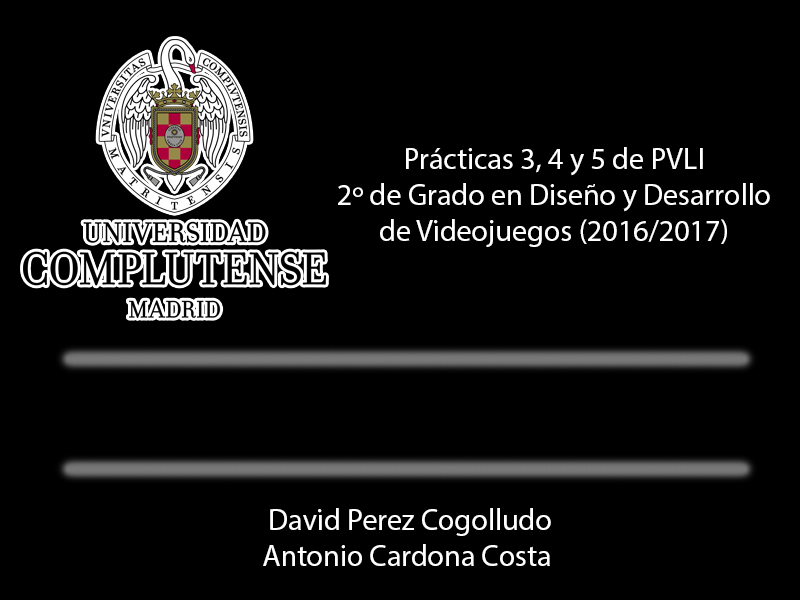 VNIVERSITAS COMPLVTENSIS
MATRITENSIS
UNIVERSIDAD
COMPLUTENSE
MADRID
Prácticas 3, 4 y 5 de PVLI
2º de Grado en Diseño y Desarrollo
de Videojuegos (2016/2017)
David Perez Cogolludo
Antonio Cardona Costa